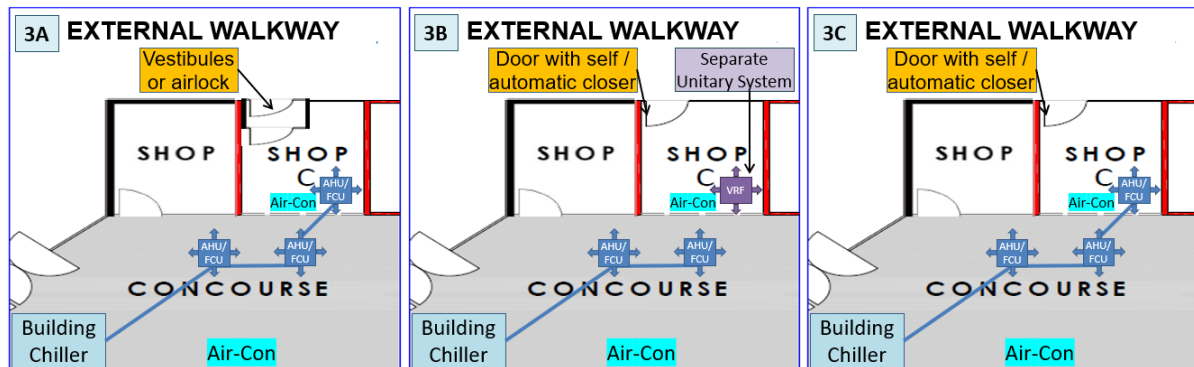 3A
EXTERNAL WALKWAY
Vestibules
or airlock
SHOP
SHOP
C
AHU/
FCU
Air-Con
AHU/
FCU
AHU/
FCU
CONCOURSE
Building
Chiller
Air-Con
3B
EXTERNAL WALKWAY
Door with self /
automatic closer
Separate
Unitary System
SHOP
SHOP
C
VRF
Air-Con
AHU/
FCU
AHU/
FCU
CONCOURSE
Building
Chiller
Air-Con
3C
EXTERNAL WALKWAY
Door with self /
automatic closer
SHOP
SHOP
C
AHU/
FCU
Air-Con
AHU/
FCU
AHU/
FCU
CONCOURSE
Building
Chiller
Air-Con